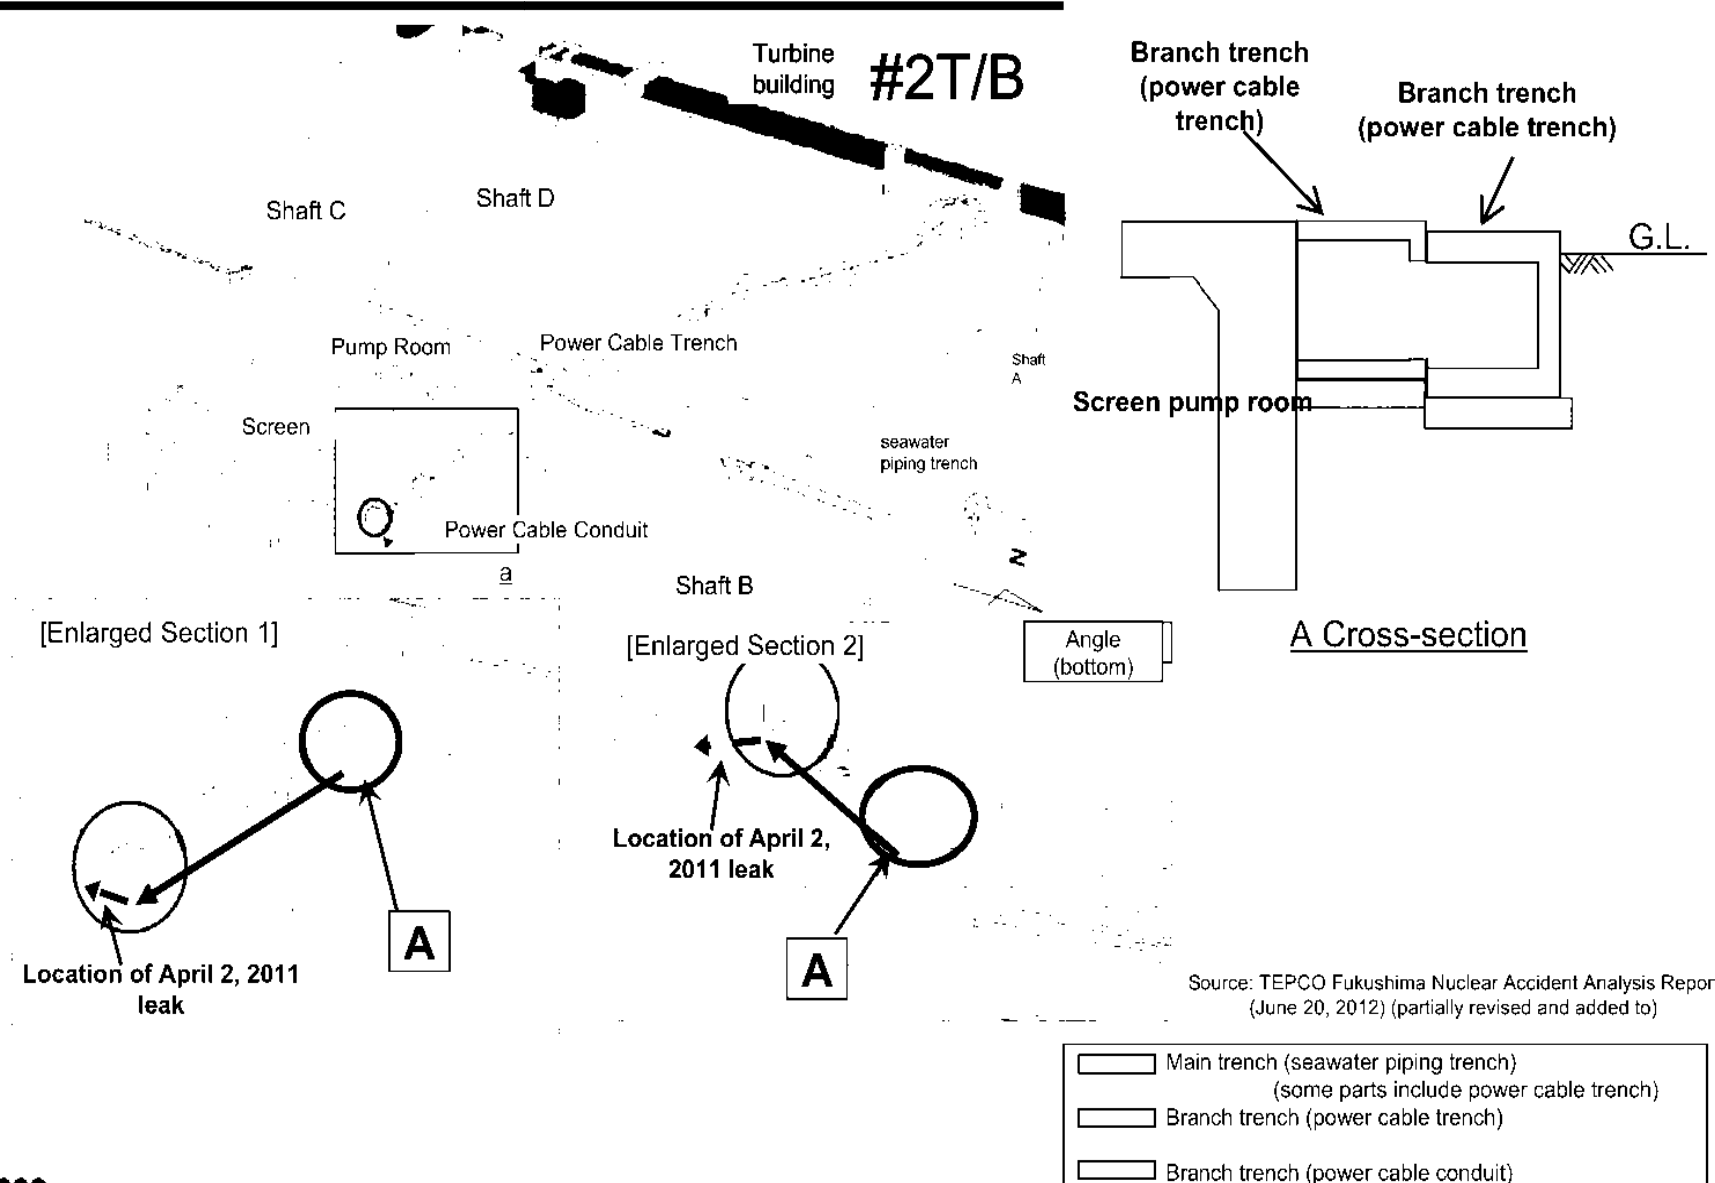 Turbine
building
#2T/B
Branch trench
(power cable
trench)
Branch trench
(power cable trench)
G.L.
Shaft C
Shaft D
Pump Room
Power Cable Trench
Shaft
A
Screen pump room
Screen
seawater
piping trench
Power Cable Conduit
N
a
Shaft B
[Enlarged Section 1]
[Enlarged Section 2]
Angle
(bottom)
A Cross-section
Location of April 2,
2011 leak
A
Location of April 2, 2011
leak
A
Source: TEPCO Fukushima Nuclear Accident Analysis Repor
(June 20, 2012) (partially revised and added to)
Main trench (seawater piping trench)
(some parts include power cable trench)
Branch trench (power cable trench)
Branch trench (power cable conduit)